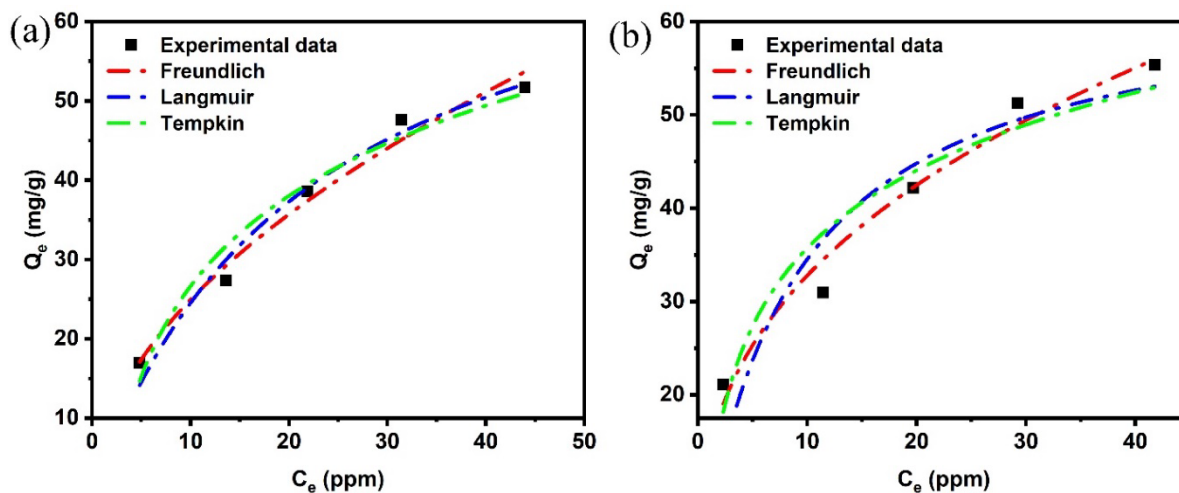 (a)
Experimental data
Freundlich
Langmuir
Tempkin
Qe (mg/g)
60
50
40
30
20
10
0 10 20 30 40 50
Ce (ppm)
(b)
Experimental data
Freundlich
Langmuir
Tempkin
Qe (mg/g)
60
50
40
30
20
0 10 20 30 40
Ce (ppm)